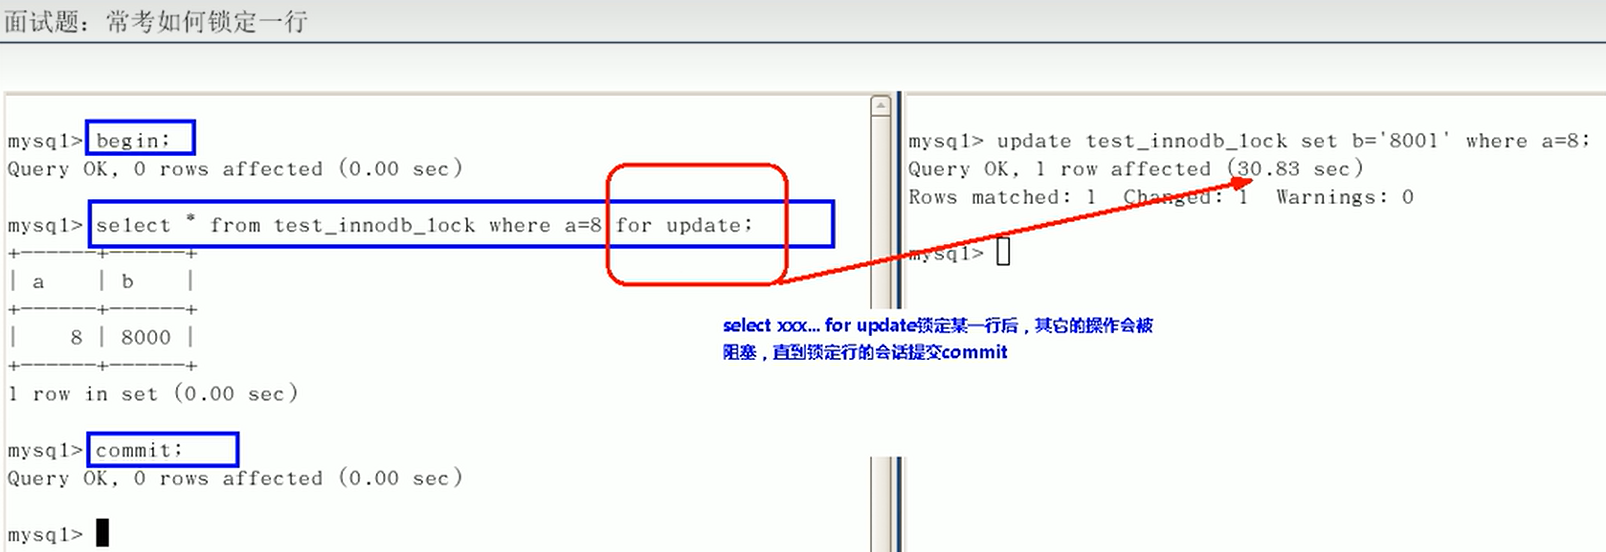 面试题：常考如何锁定一行
mysql> begin;
Query OK, 0 rows affected (0.00 sec)
mysql> select * from test_innodb_lock where a=8 for update;
+------+------+
| a    | b    |
+------+------+
|    8 | 8000 |
+------+------+
1 row in set (0.00 sec)
mysql> commit;
Query OK, 0 rows affected (0.00 sec)
mysql>
mysql> update test_innodb_lock set b='8001' where a=8;
Query OK, 1 row affected (30.83 sec)
Rows matched: 1  Changed: 1  Warnings: 0
mysql>
select xxx... for update锁定某一行后，其它的操作会被
阻塞，直到锁定行的会话提交commit